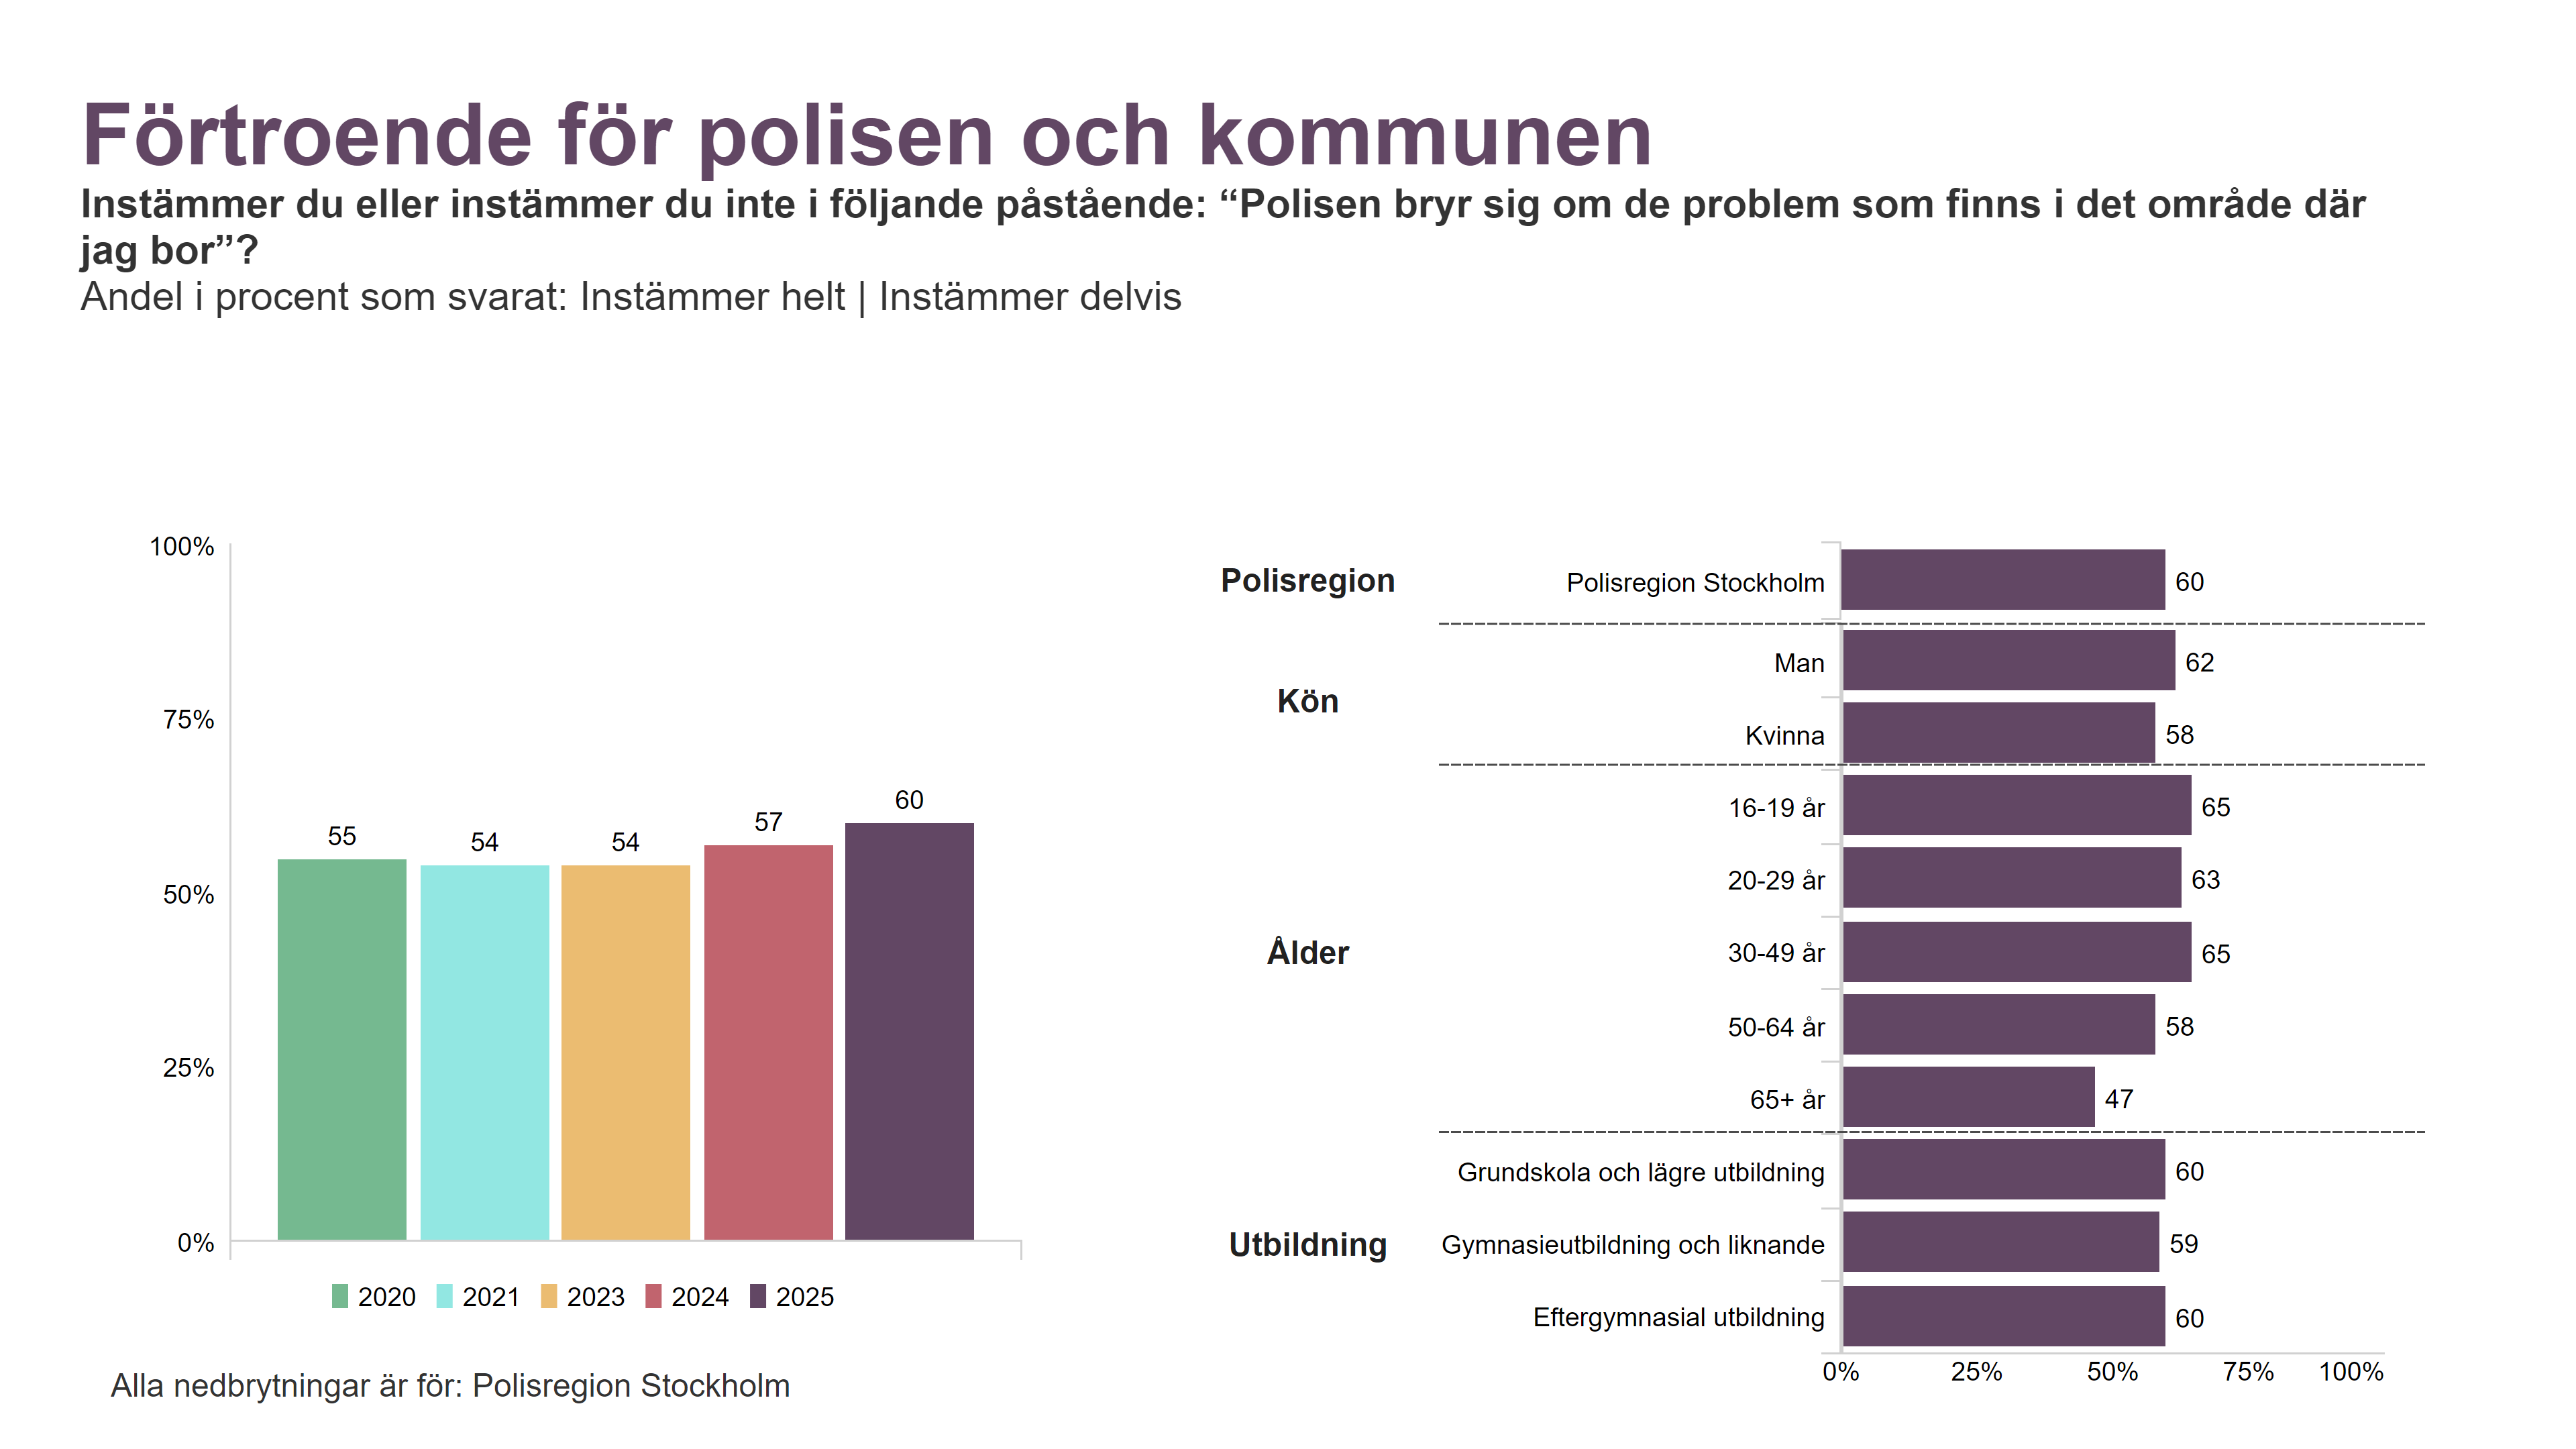 Förtroende för polisen och kommunen
Instämmer du eller instämmer du inte i följande påstående: “Polisen bryr sig om de problem som finns i det område där
jag bor”?
Andel i procent som svarat: Instämmer helt | Instämmer delvis
100%
75%
50%
25%
0%
55
54
54
57
60
2020
2021
2023
2024
2025
Polisregion
Polisregion Stockholm
60
Kön
Man
62
Kvinna
58
Ålder
16-19 år
65
20-29 år
63
30-49 år
65
50-64 år
58
65+ år
47
Utbildning
Grundskola och lägre utbildning
60
Gymnasieutbildning och liknande
59
Eftergymnasial utbildning
60
0%
25%
50%
75%
100%
Alla nedbrytningar är för: Polisregion Stockholm